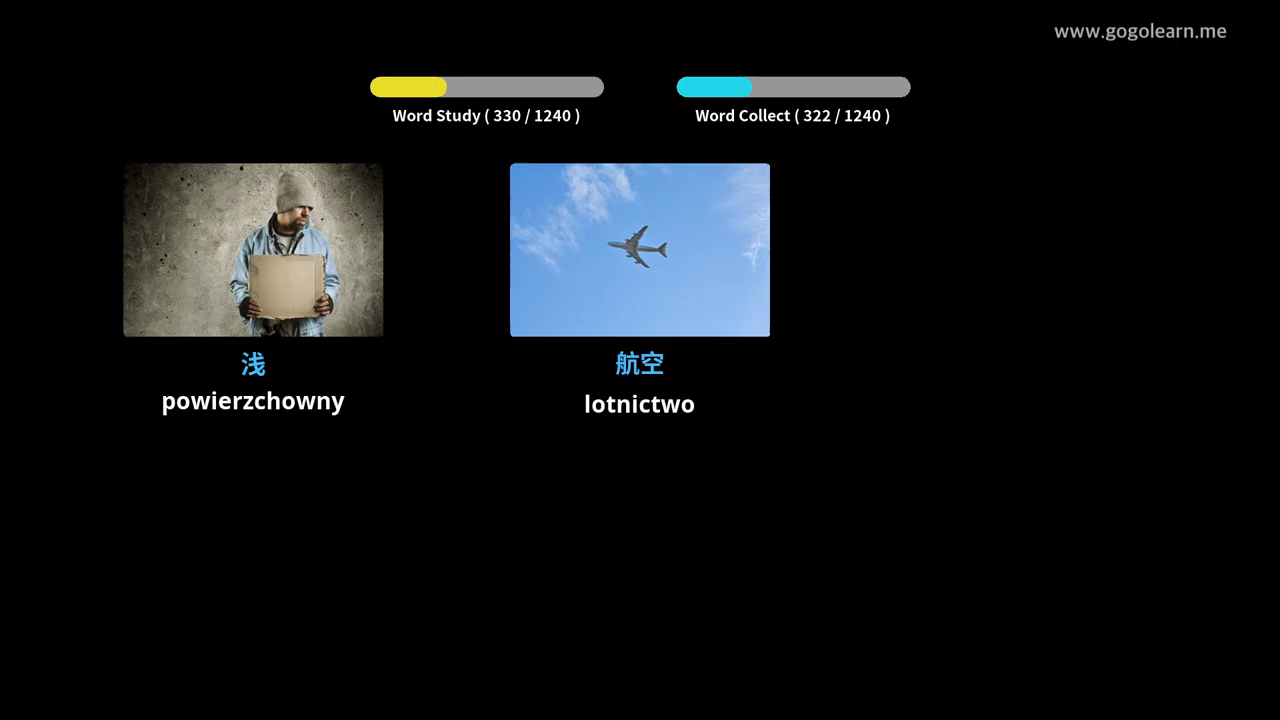 www.gogolearn.me
Word Study ( 330 / 1240 )
Word Collect ( 322 / 1240 )
浅
powierzchowny
航空
lotnictwo